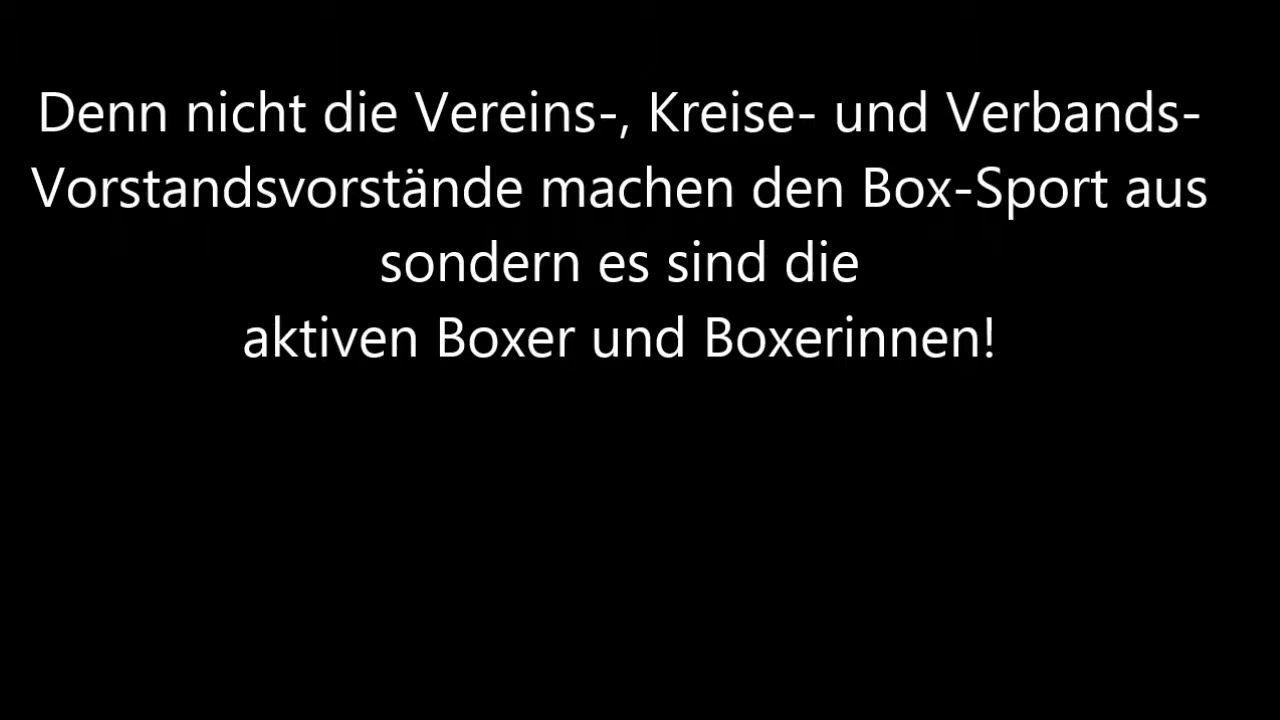 Denn nicht die Vereins-, Kreise- und Verbands-
Vorstandsvorstände machen den Box-Sport aus
sondern es sind die
aktiven Boxer und Boxerinnen!